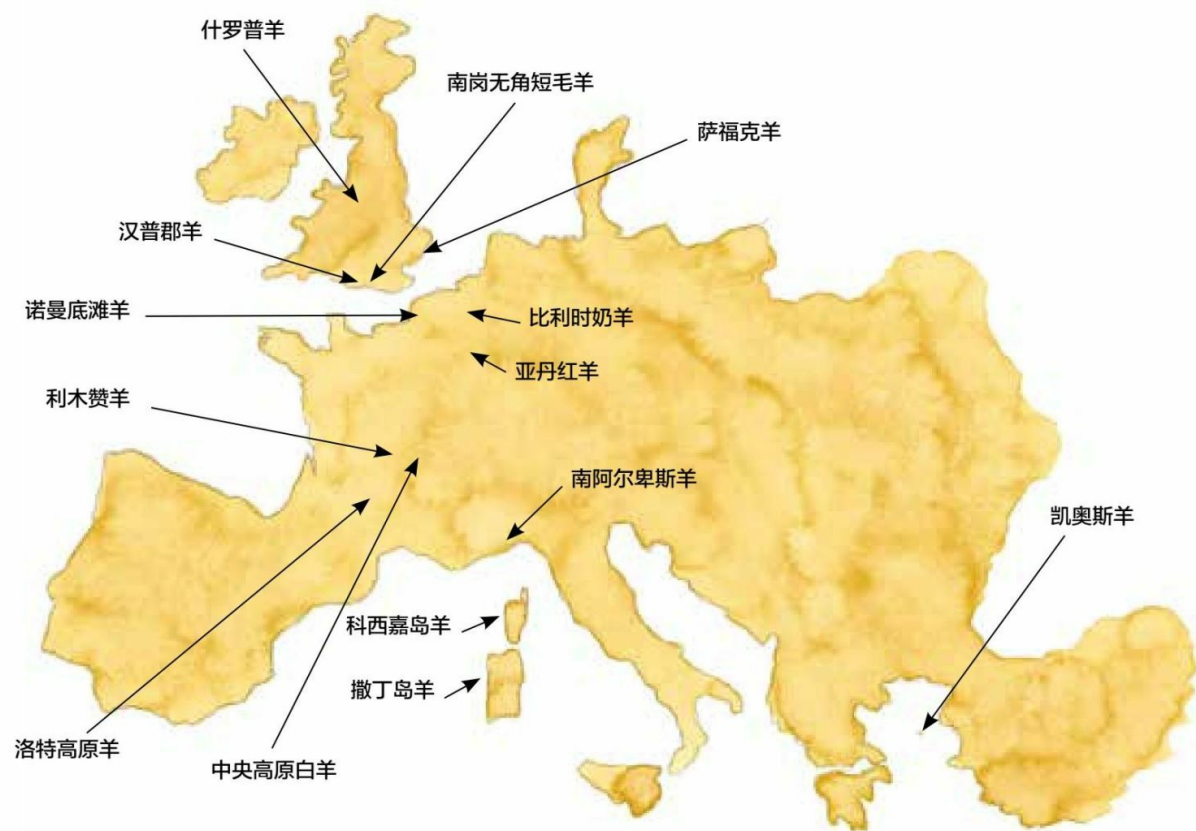 什罗普羊
南岗无角短毛羊
萨福克羊
汉普郡羊
诺曼底滩羊
比利时奶羊
亚丹红羊
利木赞羊
南阿尔卑斯羊
凯奥斯羊
科西嘉岛羊
撒丁岛羊
洛特高原羊
中央高原白羊